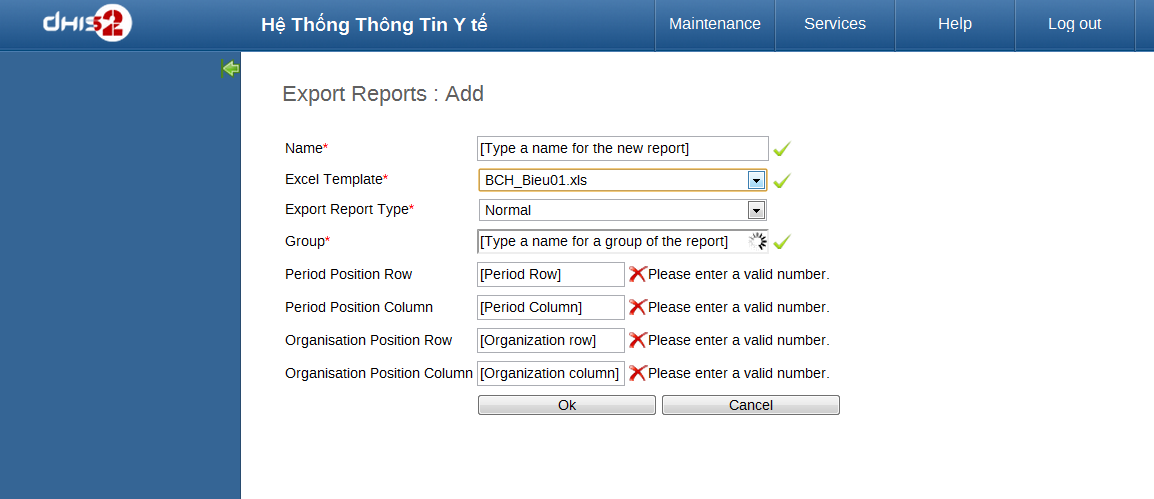 dhis2
Hệ Thống Thông Tin Y tế
Maintenance
Services
Help
Log out
Export Reports : Add
Name*
[Type a name for the new report]
Excel Template*
BCH_Bieu01.xls
Export Report Type*
Normal
Group*
[Type a name for a group of the report]
Period Position Row
[Period Row]
Please enter a valid number.
Period Position Column
[Period Column]
Please enter a valid number.
Organisation Position Row
[Organization row]
Please enter a valid number.
Organisation Position Column
[Organization column]
Please enter a valid number.
Ok
Cancel